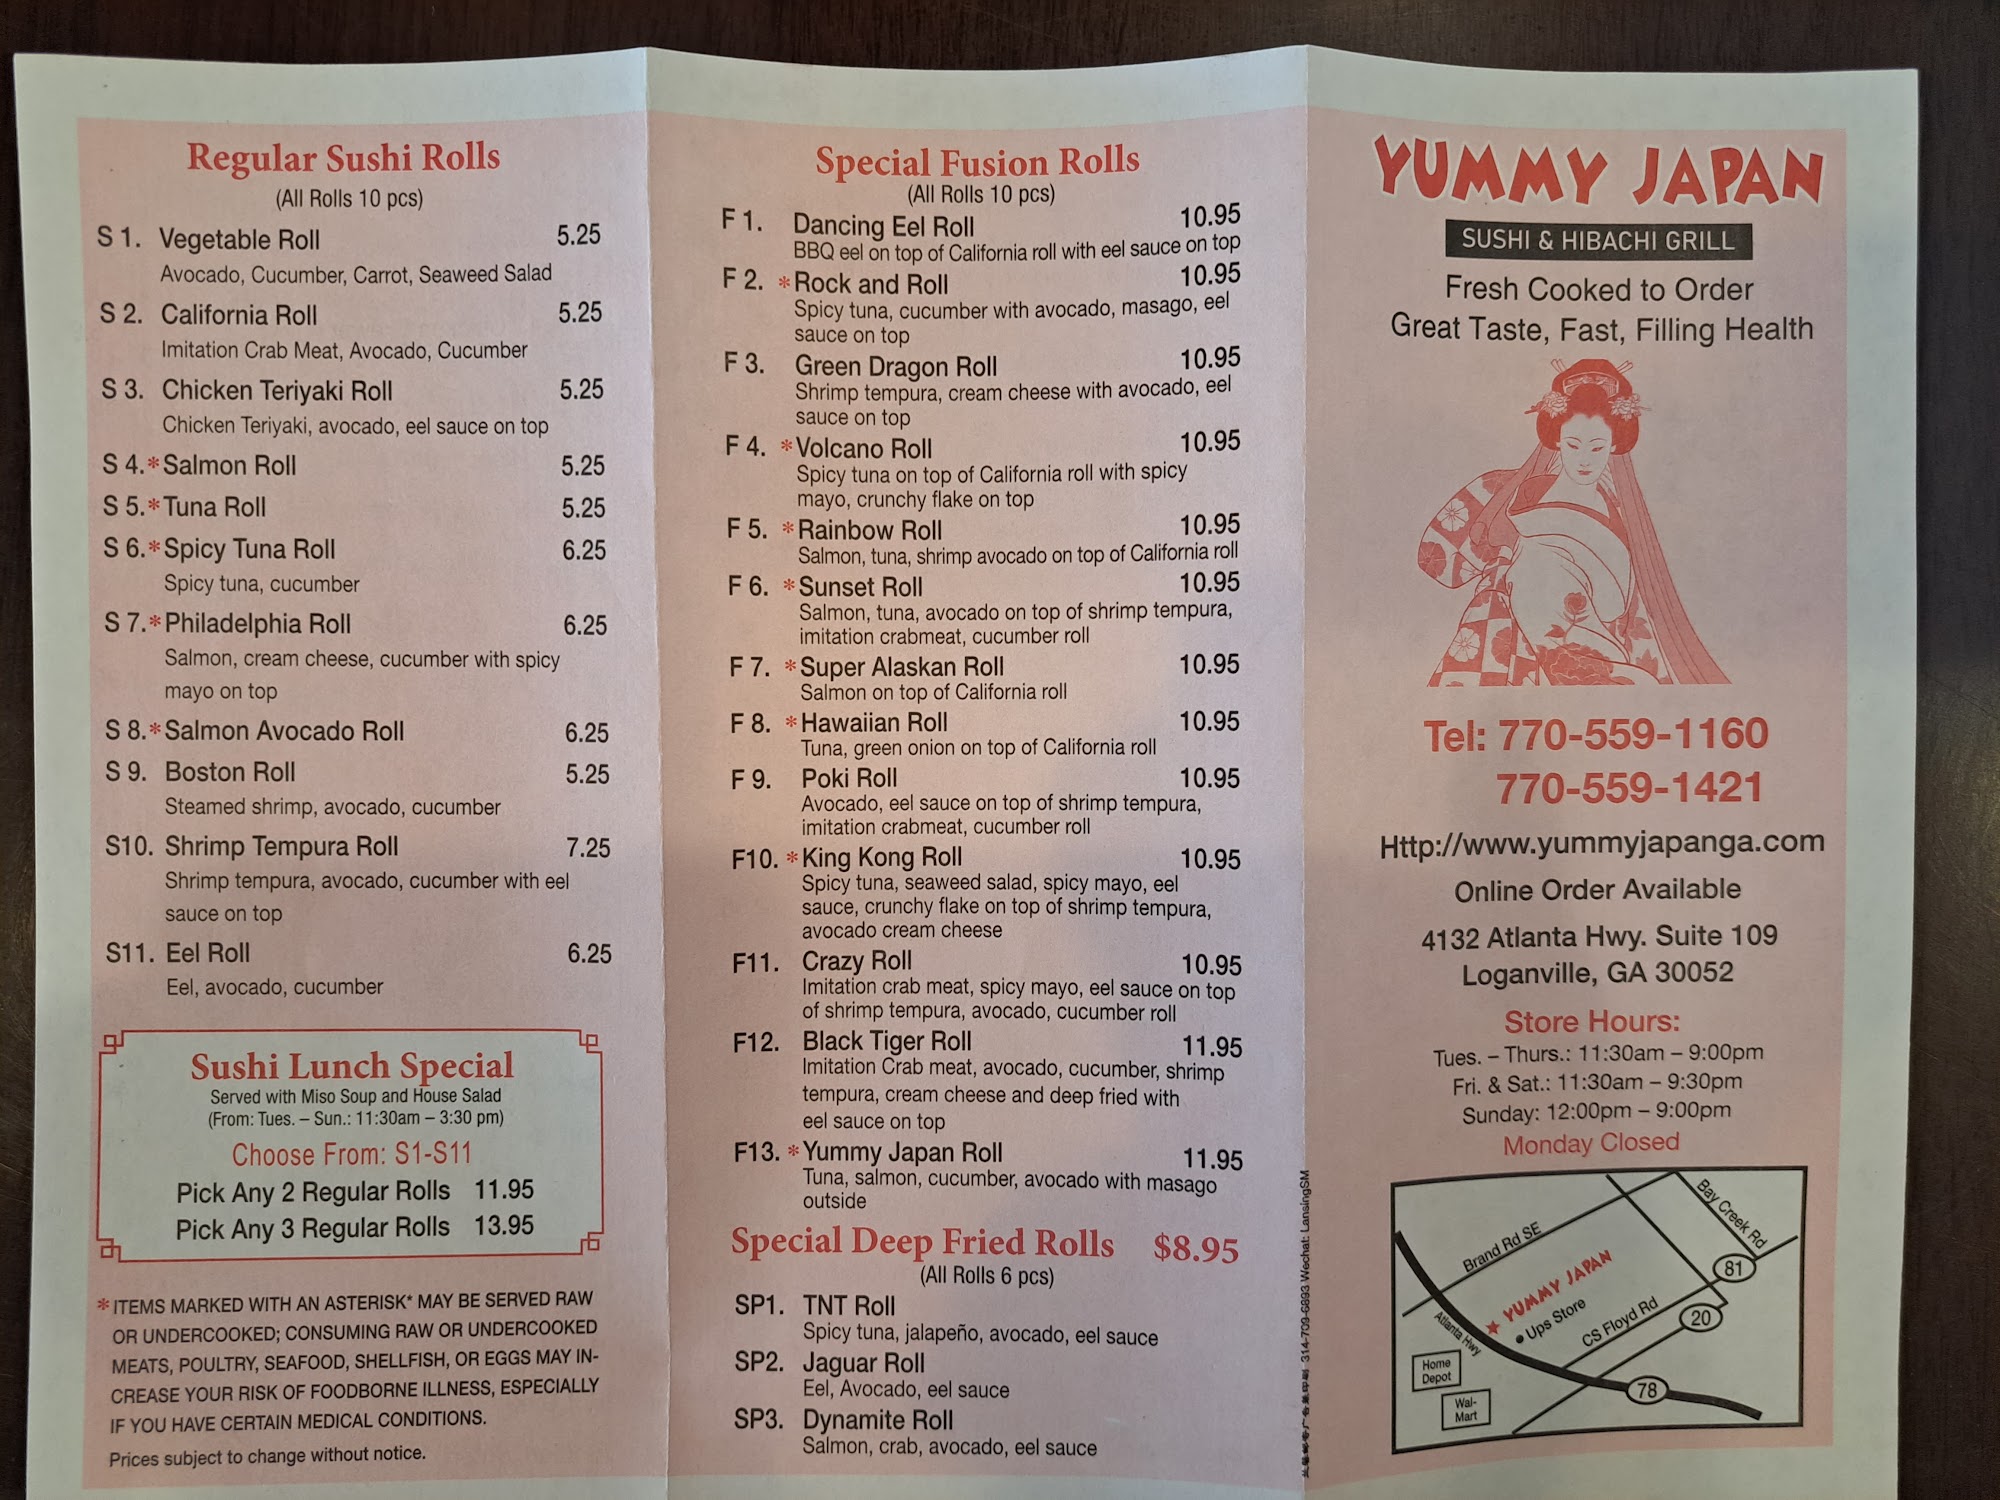 Regular Sushi Rolls
(All Rolls 10 pcs)
S 1. Vegetable Roll 5.25
Avocado, Cucumber, Carrot, Seaweed Salad
S 2. California Roll 5.25
Imitation Crab Meat, Avocado, Cucumber
S 3. Chicken Teriyaki Roll 5.25
Chicken Teriyaki, avocado, eel sauce on top
S 4.*Salmon Roll 5.25
S 5.*Tuna Roll 5.25
S 6.*Spicy Tuna Roll 6.25
Spicy tuna, cucumber
S 7.*Philadelphia Roll 6.25
Salmon, cream cheese, cucumber with spicy
mayo on top
S 8.*Salmon Avocado Roll 6.25
S 9. Boston Roll 5.25
Steamed shrimp, avocado, cucumber
S10. Shrimp Tempura Roll 7.25
Shrimp tempura, avocado, cucumber with eel
sauce on top
S11. Eel Roll 6.25
Eel, avocado, cucumber
Sushi Lunch Special
Served with Miso Soup and House Salad
(From: Tues. – Sun.: 11:30am – 3:30 pm)
Choose From: S1-S11
Pick Any 2 Regular Rolls 11.95
Pick Any 3 Regular Rolls 13.95
* ITEMS MARKED WITH AN ASTERISK* MAY BE SERVED RAW
OR UNDERCOOKED; CONSUMING RAW OR UNDERCOOKED
MEATS, POULTRY, SEAFOOD, SHELLFISH, OR EGGS MAY IN-
CREASE YOUR RISK OF FOODBORNE ILLNESS, ESPECIALLY
IF YOU HAVE CERTAIN MEDICAL CONDITIONS.
Prices subject to change without notice.
Special Fusion Rolls
(All Rolls 10 pcs)
F 1. Dancing Eel Roll 10.95
BBQ eel on top of California roll with eel sauce on top
F 2. *Rock and Roll 10.95
Spicy tuna, cucumber with avocado, masago, eel
sauce on top
F 3. Green Dragon Roll 10.95
Shrimp tempura, cream cheese with avocado, eel
sauce on top
F 4. *Volcano Roll 10.95
Spicy tuna on top of California roll with spicy
mayo, crunchy flake on top
F 5. *Rainbow Roll 10.95
Salmon, tuna, shrimp avocado on top of California roll
F 6. *Sunset Roll 10.95
Salmon, tuna, avocado on top of shrimp tempura,
imitation crabmeat, cucumber roll
F 7. *Super Alaskan Roll 10.95
Salmon on top of California roll
F 8. *Hawaiian Roll 10.95
Tuna, green onion on top of California roll
F 9. Poki Roll 10.95
Avocado, eel sauce on top of shrimp tempura,
imitation crabmeat, cucumber roll
F10. *King Kong Roll 10.95
Spicy tuna, seaweed salad, spicy mayo, eel
sauce, crunchy flake on top of shrimp tempura,
avocado cream cheese
F11. Crazy Roll 10.95
Imitation crab meat, spicy mayo, eel sauce on top
of shrimp tempura, avocado, cucumber roll
F12. Black Tiger Roll 11.95
Imitation Crab meat, avocado, cucumber, shrimp
tempura, cream cheese and deep fried with
eel sauce on top
F13. *Yummy Japan Roll 11.95
Tuna, salmon, cucumber, avocado with masago
outside
Special Deep Fried Rolls $8.95
(All Rolls 6 pcs)
SP1. TNT Roll
Spicy tuna, jalapeño, avocado, eel sauce
SP2. Jaguar Roll
Eel, Avocado, eel sauce
SP3. Dynamite Roll
Salmon, crab, avocado, eel sauce
314-709-6893 Wechat: LansingSM
YUMMY JAPAN
SUSHI & HIBACHI GRILL
Fresh Cooked to Order
Great Taste, Fast, Filling Health
Tel: 770-559-1160
770-559-1421
Http://www.yummyjapanga.com
Online Order Available
4132 Atlanta Hwy. Suite 109
Loganville, GA 30052
Store Hours:
Tues. – Thurs.: 11:30am – 9:00pm
Fri. & Sat.: 11:30am – 9:30pm
Sunday: 12:00pm – 9:00pm
Monday Closed
Bay Creek Rd
Brand Rd SE
81
YUMMY JAPAN
Ups Store
CS Floyd Rd
20
Atlanta Hwy
Home
Depot
78
Wal-
Mart